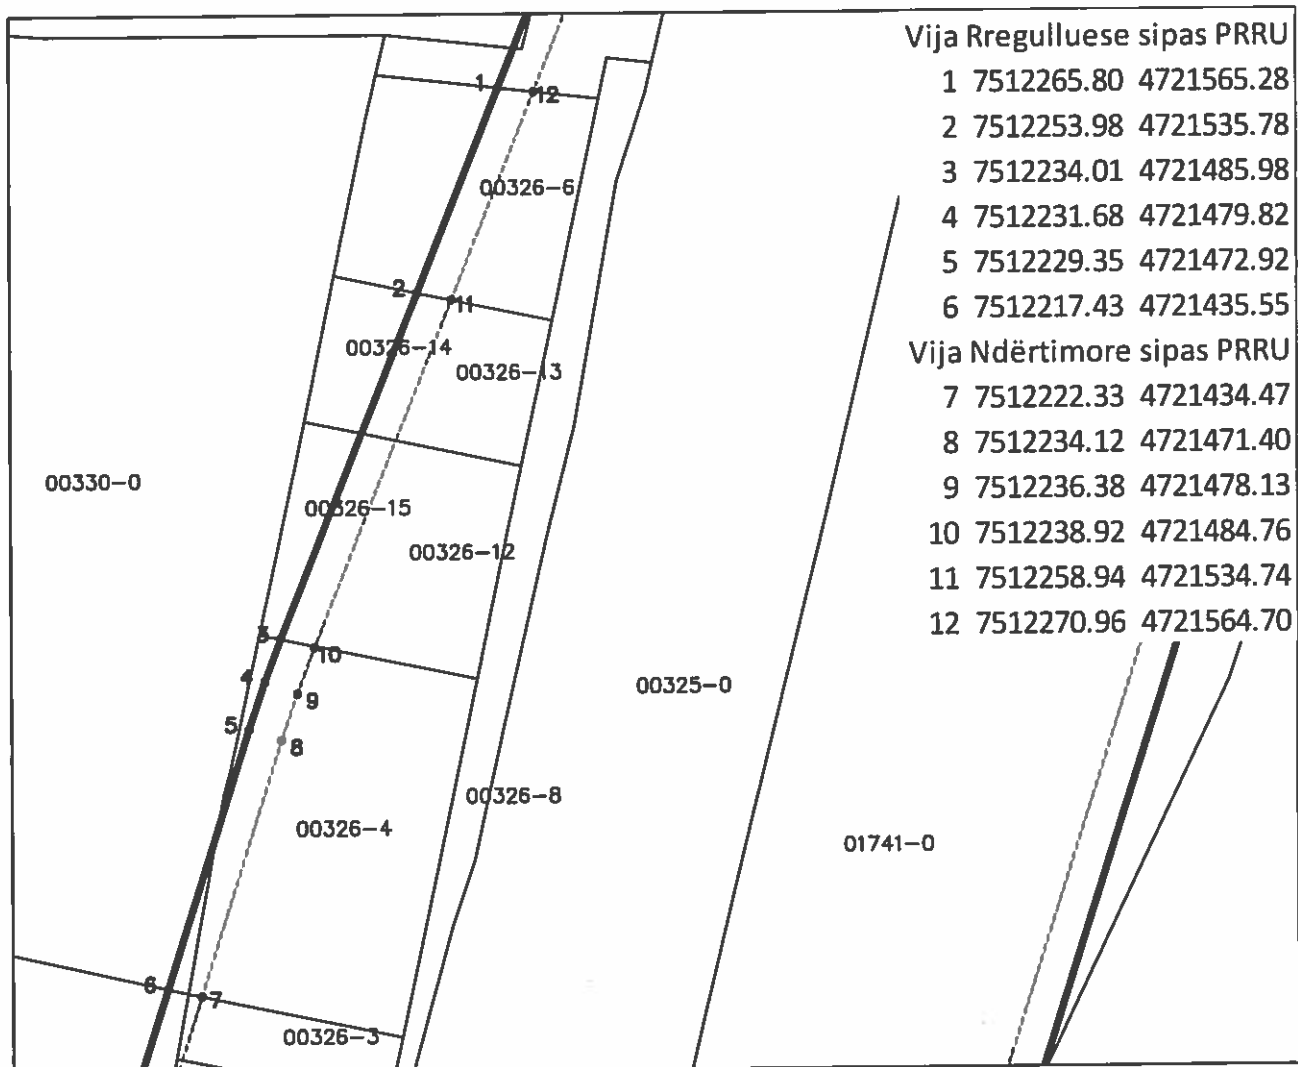 Vija Rregulluese sipas PRRU
1 7512265.80 4721565.28
2 7512253.98 4721535.78
3 7512234.01 4721485.98
4 7512231.68 4721479.82
5 7512229.35 4721472.92
6 7512217.43 4721435.55
Vija Ndërtimore sipas PRRU
7 7512222.33 4721434.47
8 7512234.12 4721471.40
9 7512236.38 4721478.13
10 7512238.92 4721484.76
11 7512258.94 4721534.74
12 7512270.96 4721564.70
1
12
00326-6
2
11
00326-14
00326-13
00330-0
00326-15
00326-12
3
10
4
9
00325-0
5
8
00326-8
00326-4
01741-0
6
7
00326-3